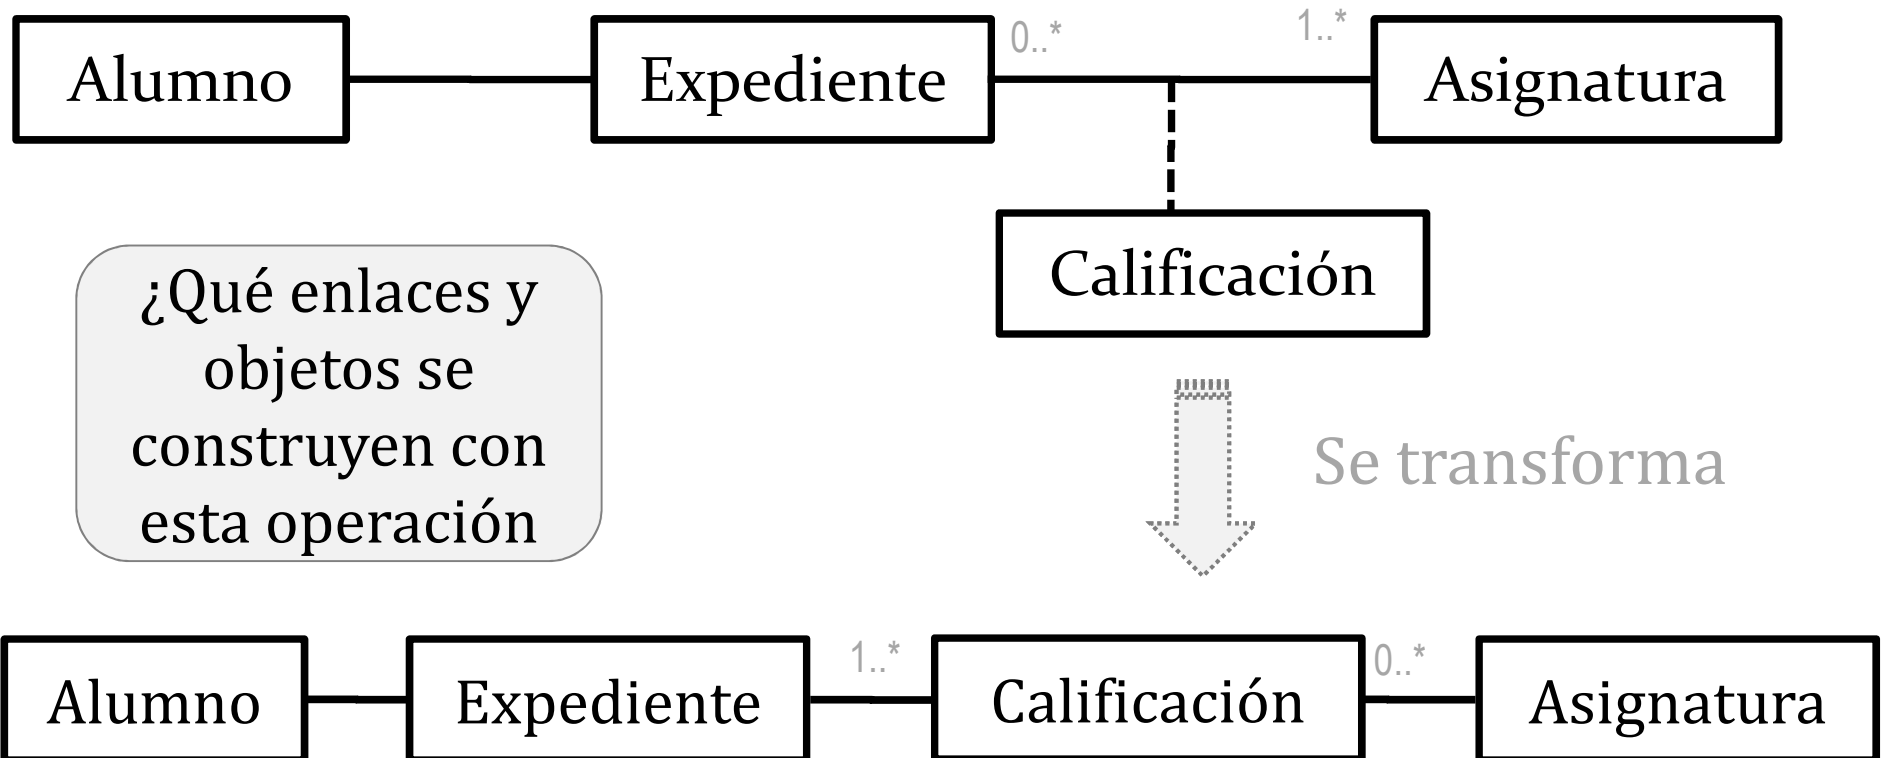 Alumno
Expediente
0..*
1..*
Asignatura
Calificación
¿Qué enlaces y
objetos se
construyen con
esta operación
Se transforma
Alumno
Expediente
1..*
Calificación
0..*
Asignatura